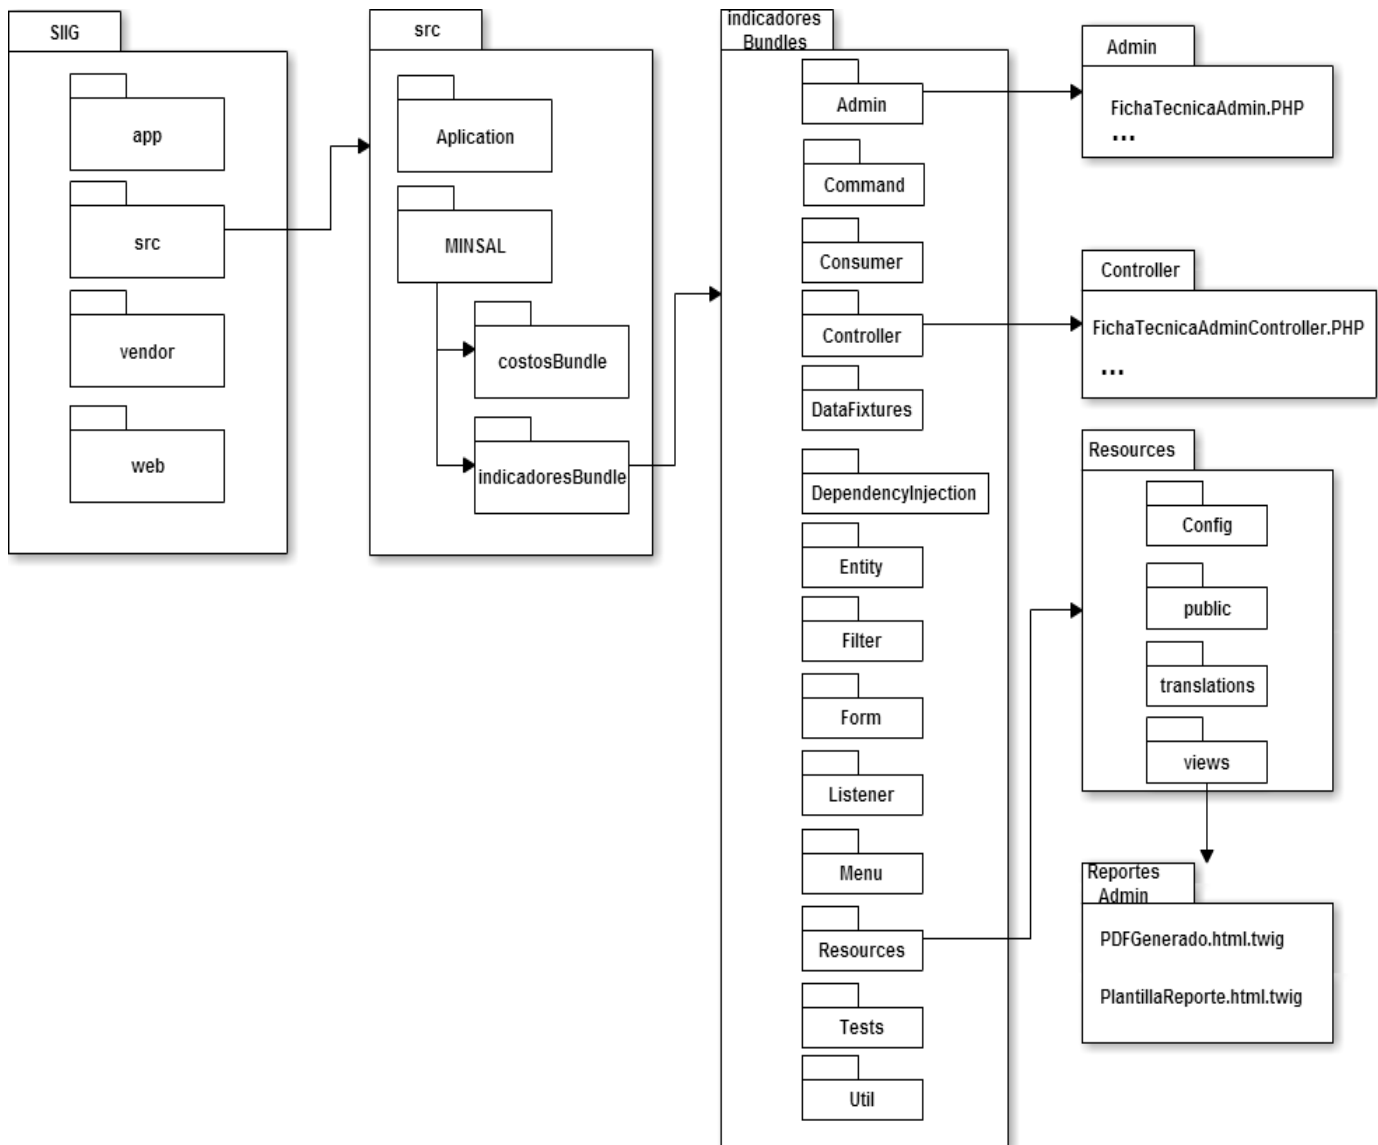 SIIG
app
src
vendor
web
src
Aplication
MINSAL
costosBundle
indicadoresBundle
indicadores
Bundles
Admin
Command
Consumer
Controller
DataFixtures
DependencyInjection
Entity
Filter
Form
Listener
Menu
Resources
Tests
Util
Admin
FichaTecnicaAdmin.PHP
...
Controller
FichaTecnicaAdminController.PHP
...
Resources
Config
public
translations
views
Reportes
Admin
PDFGenerado.html.twig
PlantillaReporte.html.twig